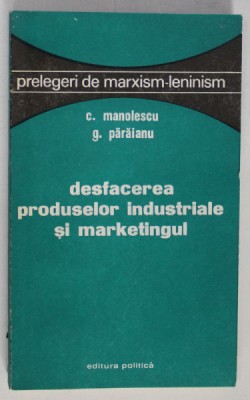 prelegeri de marxism-leninism
c. manolescu
g. părăianu
desfacerea
produselor industriale
și marketingul
editura politică